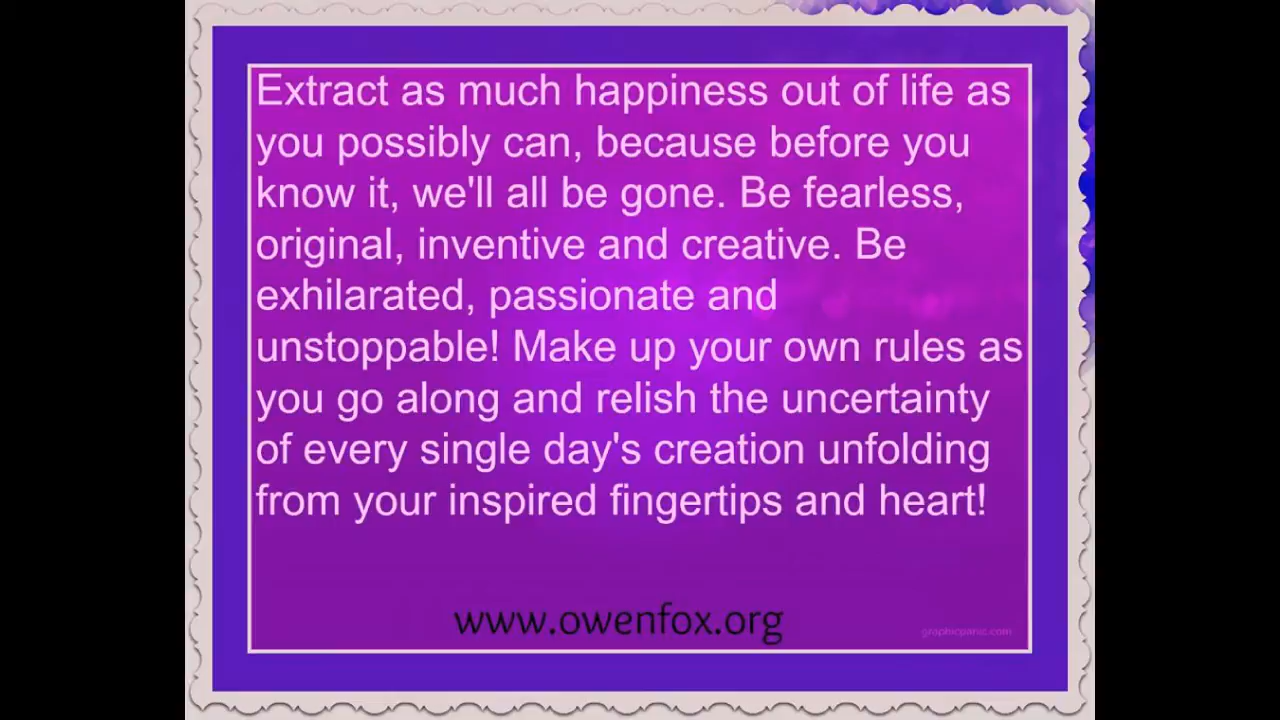 Extract as much happiness out of life as
you possibly can, because before you
know it, we'll all be gone. Be fearless,
original, inventive and creative. Be
exhilarated, passionate and
unstoppable! Make up your own rules as
you go along and relish the uncertainty
of every single day's creation unfolding
from your inspired fingertips and heart!
www.owenfox.org
graphicpanic.com